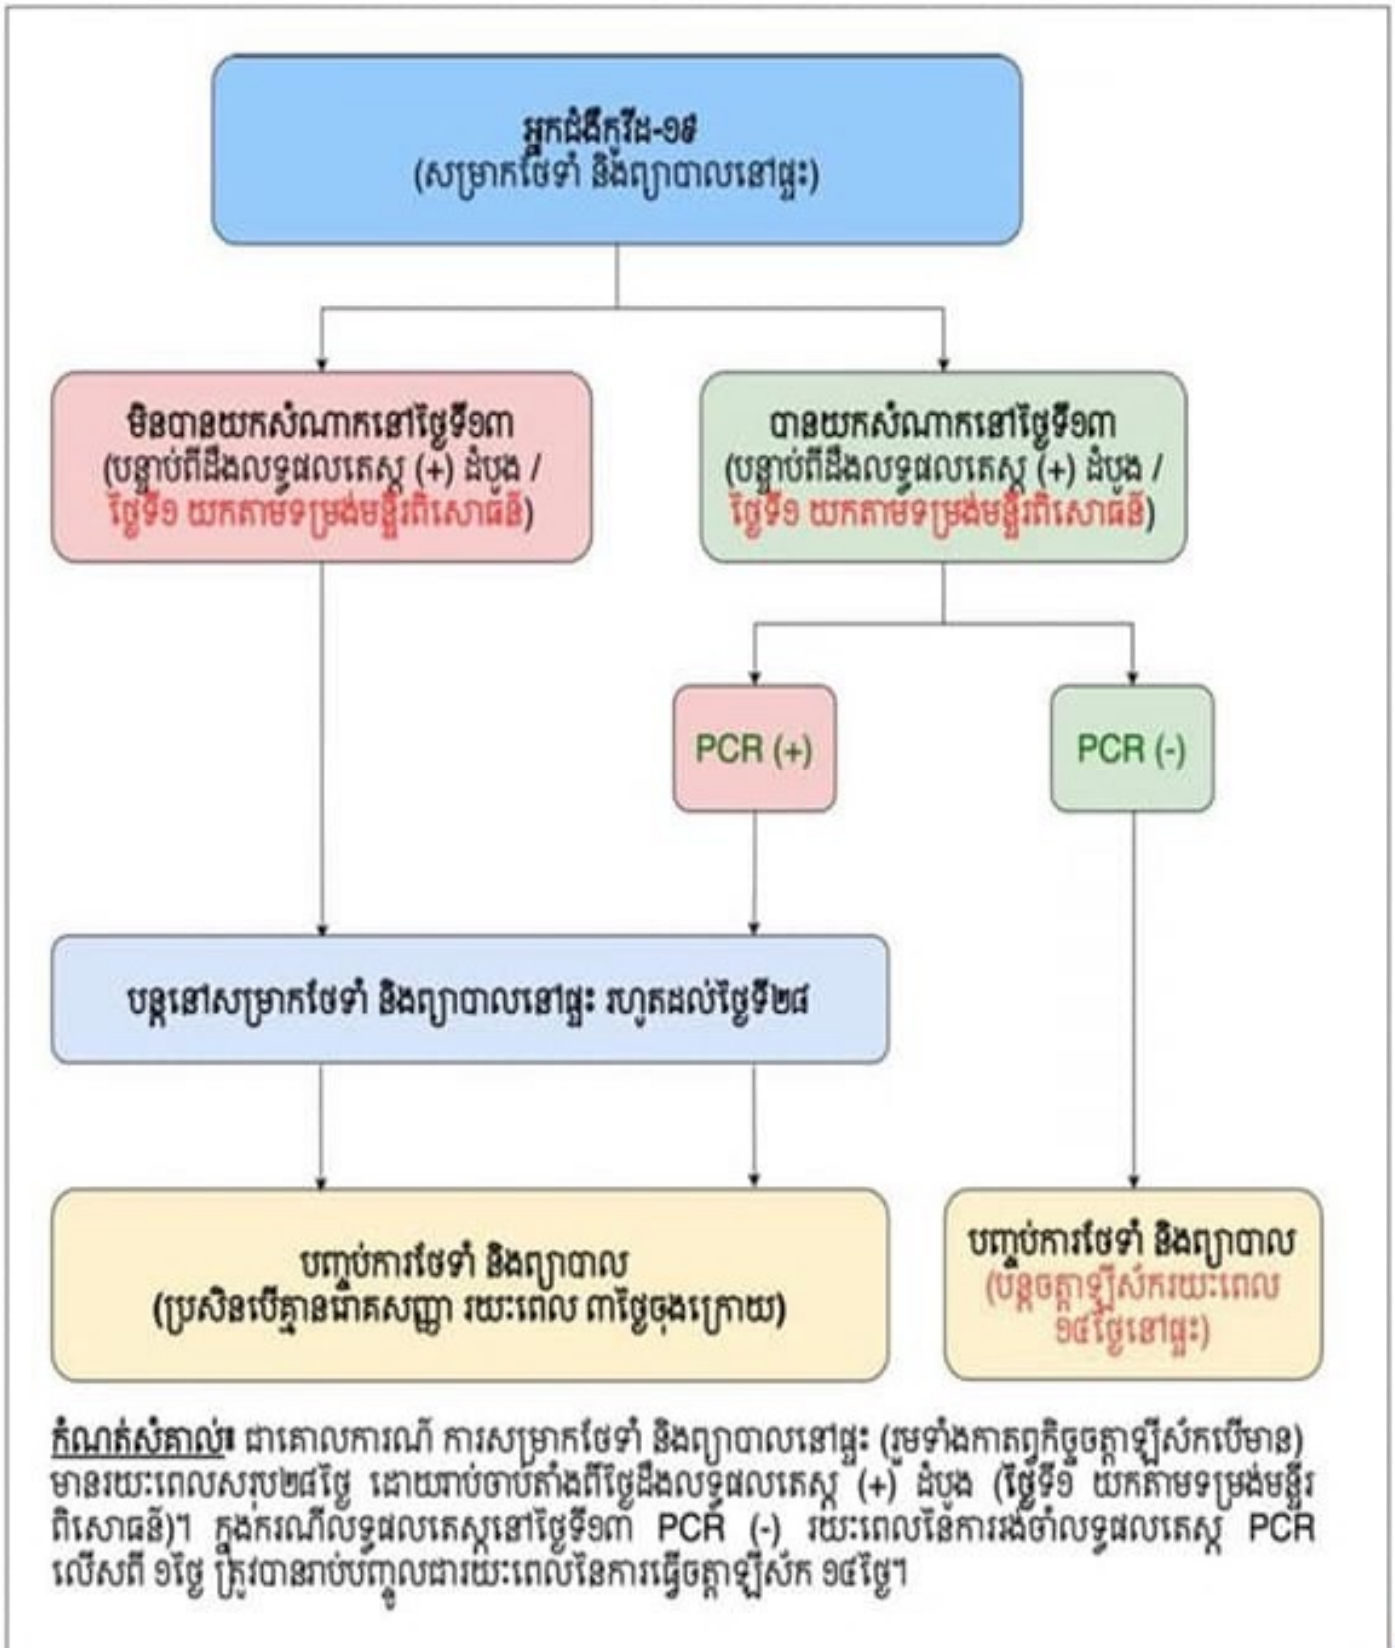 អ្នកជំងឺកូវីដ-១៩
(សម្រាកថែទាំ និងព្យាបាលនៅផ្ទះ)
មិនបានយកសំណាកនៅថ្ងៃទី១៣
(បន្ទាប់ពីដឹងលទ្ធផលតេស្ត (+) ដំបូង /
ថ្ងៃទី១ យកតាមទម្រង់មន្ទីរពិសោធន៍)
បានយកសំណាកនៅថ្ងៃទី១៣
(បន្ទាប់ពីដឹងលទ្ធផលតេស្ត (+) ដំបូង /
ថ្ងៃទី១ យកតាមទម្រង់មន្ទីរពិសោធន៍)
PCR (+)
PCR (-)
បន្តនៅសម្រាកថែទាំ និងព្យាបាលនៅផ្ទះ រហូតដល់ថ្ងៃទី២៨
បញ្ចប់ការថែទាំ និងព្យាបាល
(ប្រសិនបើគ្មានរោគសញ្ញា រយៈពេល ៣ថ្ងៃចុងក្រោយ)
បញ្ចប់ការថែទាំ និងព្យាបាល
(បន្តចត្តាឡីស័ករយៈពេល
១៤ថ្ងៃនៅផ្ទះ)
កំណត់សំគាល់៖ ជាគោលការណ៍ ការសម្រាកថែទាំ និងព្យាបាលនៅផ្ទះ (រួមទាំងកាតព្វកិច្ចចត្តាឡីស័កបើមាន)
មានរយៈពេលសរុប២៨ថ្ងៃ ដោយរាប់ចាប់តាំងពីថ្ងៃដឹងលទ្ធផលតេស្ត (+) ដំបូង (ថ្ងៃទី១ យកតាមទម្រង់មន្ទីរ
ពិសោធន៍)។ ក្នុងករណីលទ្ធផលតេស្តនៅថ្ងៃទី១៣ PCR (-) រយៈពេលនៃការរង់ចាំលទ្ធផលតេស្ត PCR
លើសពី ១ថ្ងៃ ត្រូវបានរាប់បញ្ចូលជារយៈពេលនៃការធ្វើចត្តាឡីស័ក ១៤ថ្ងៃ។